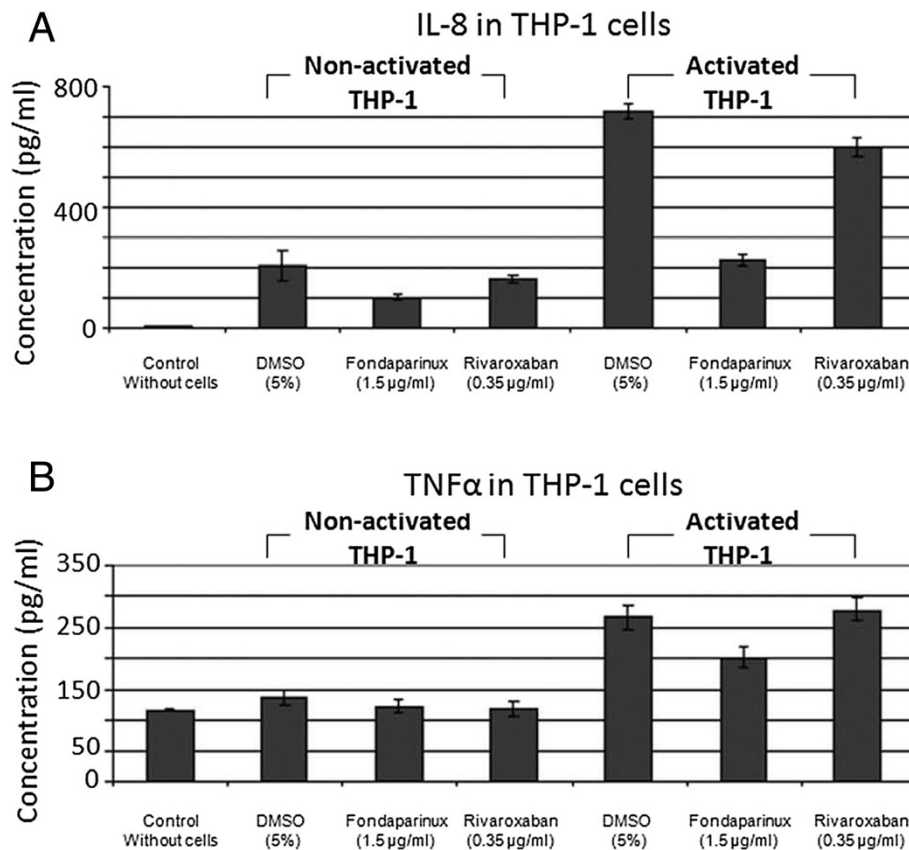 A
IL-8 in THP-1 cells
Non-activated
THP-1
Activated
THP-1
Concentration (pg/ml)
800
400
0
Control
Without cells
DMSO
(5%)
Fondaparinux
(1.5 µg/ml)
Rivaroxaban
(0.35 µg/ml)
DMSO
(5%)
Fondaparinux
(1.5 µg/ml)
Rivaroxaban
(0.35 µg/ml)
B
TNFα in THP-1 cells
Non-activated
THP-1
Activated
THP-1
Concentration (pg/ml)
350
250
150
50
0
Control
Without cells
DMSO
(5%)
Fondaparinux
(1.5 µg/ml)
Rivaroxaban
(0.35 µg/ml)
DMSO
(5%)
Fondaparinux
(1.5 µg/ml)
Rivaroxaban
(0.35 µg/ml)